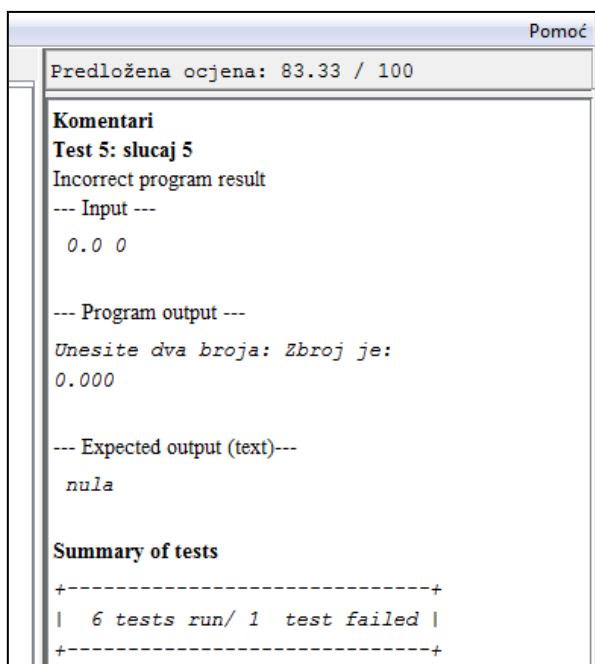 Pomoć
Predložena ocjena: 83.33 / 100
Komentari
Test 5: slucaj 5
Incorrect program result
--- Input ---
0.0 0
--- Program output ---
Unesite dva broja: Zbroj je:
0.000
--- Expected output (text)---
nula
Summary of tests
+------------------------------+
|  6 tests run/ 1  test failed |
+------------------------------+